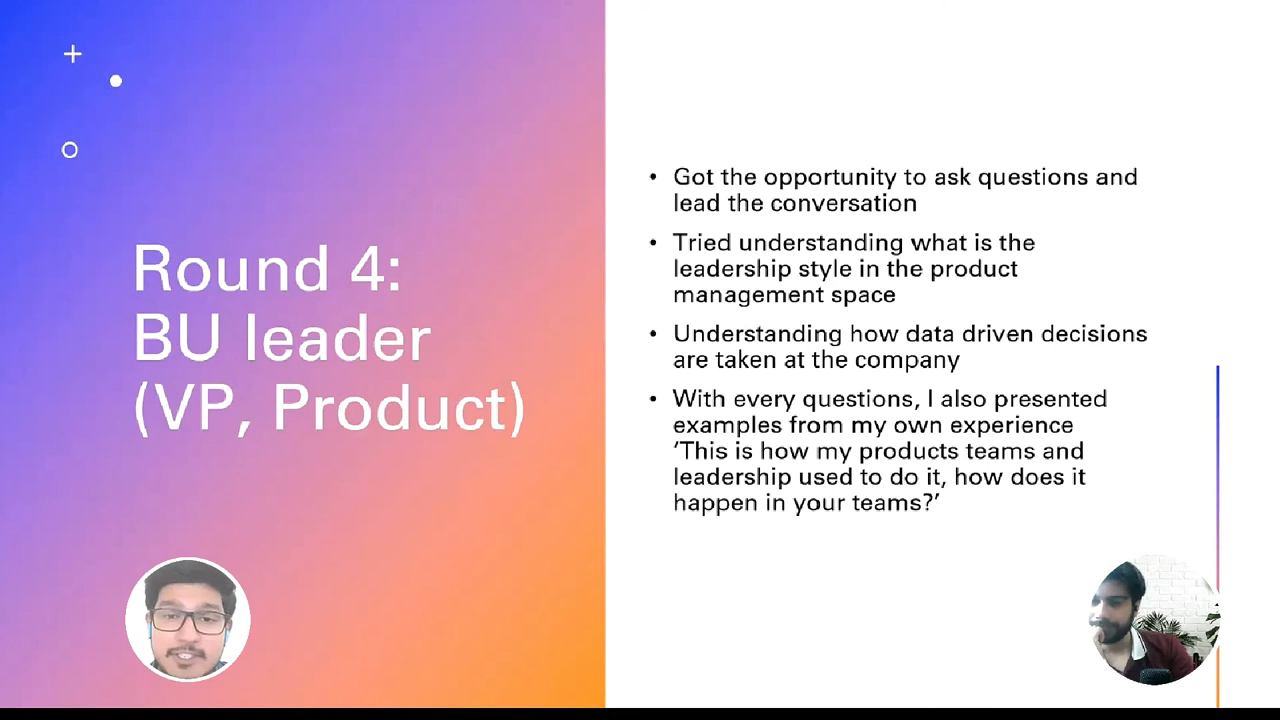 Round 4:
BU leader
(VP, Product)
• Got the opportunity to ask questions and
lead the conversation
• Tried understanding what is the
leadership style in the product
management space
• Understanding how data driven decisions
are taken at the company
• With every questions, I also presented
examples from my own experience
‘This is how my products teams and
leadership used to do it, how does it
happen in your teams?’